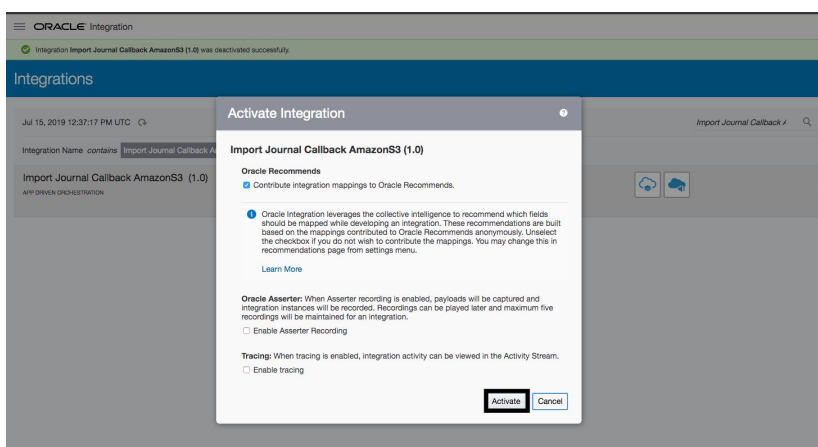 ORACLE Integration
Integration Import Journal Callback AmazonS3 (1.0) was deactivated successfully.
Integrations
Activate Integration
Jul 15, 2019 12:37:17 PM UTC
Import Journal Callback
Integration Name contains Import Journal Callback A
Import Journal Callback AmazonS3 (1.0)
Import Journal Callback AmazonS3 (1.0)
APP DRIVEN ORCHESTRATION
Oracle Recommends
Contribute integration mappings to Oracle Recommends.
Oracle Integration leverages the collective intelligence to recommend which fields
should be mapped while developing an integration. These recommendations are built
based on the mappings contributed to Oracle Recommends anonymously. Unselect
the checkbox if you do not wish to contribute the mappings. You may change this in
recommendations page from settings menu.
Learn More
Oracle Asserter: When Asserter recording is enabled, payloads will be captured and
integration instances will be recorded. Recordings can be played later and maximum five
recordings will be maintained for an integration.
Enable Asserter Recording
Tracing: When tracing is enabled, integration activity can be viewed in the Activity Stream.
Enable tracing
Activate
Cancel